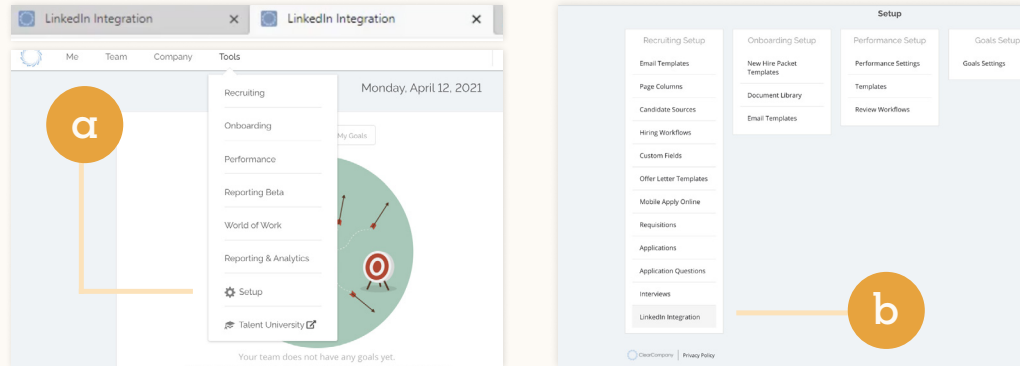 LinkedIn Integration
LinkedIn Integration
Me Team Company Tools
Monday, April 12, 2021
Recruiting
Onboarding
My Goals
Performance
Reporting Beta
World of Work
Reporting & Analytics
Setup
Talent University
Your team does not have any goals yet.
a
Setup
Recruiting Setup
Email Templates
Page Columns
Candidate Sources
Hiring Workflows
Custom Fields
Offer Letter Templates
Mobile Apply Online
Requisitions
Applications
Application Questions
Interviews
LinkedIn Integration
Onboarding Setup
New Hire Packet
Templates
Document Library
Email Templates
Performance Setup
Performance Settings
Templates
Review Workflows
Goals Setup
Goals Settings
b
ClearCompany | Privacy Policy